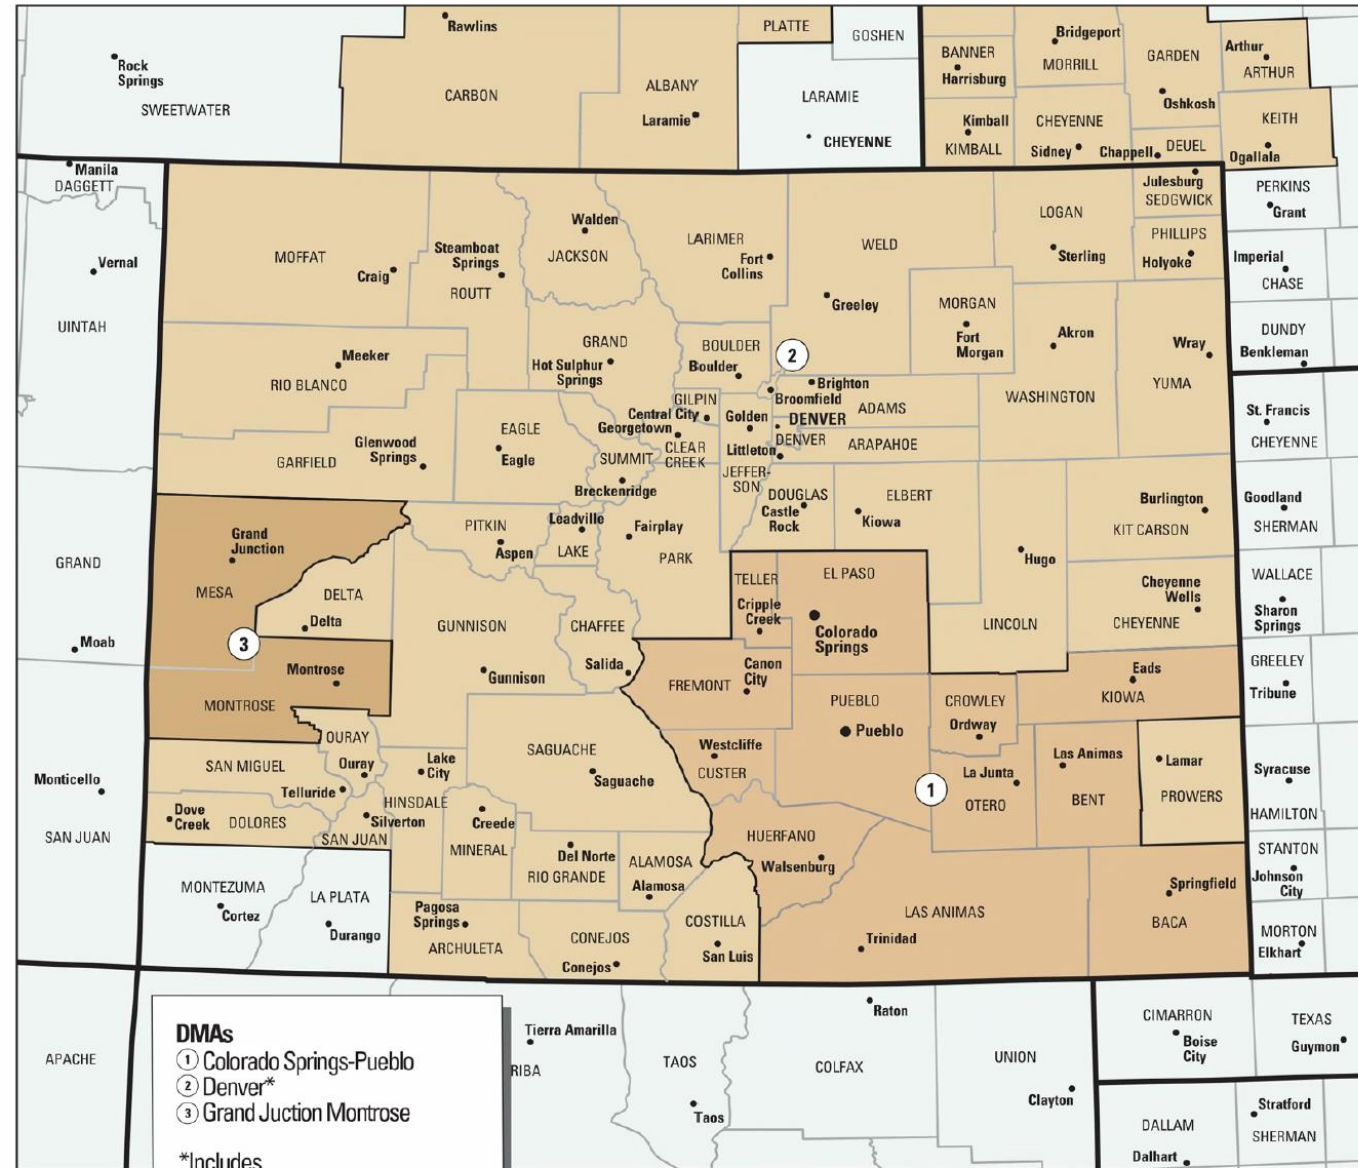 Rawlins
PLATTE
GOSHEN
Rock
Springs
SWEETWATER
CARBON
ALBANY
Laramie
LARAMIE
CHEYENNE
BANNER
Harrisburg
Bridgeport
MORRILL
GARDEN
Oshkosh
Arthur
ARTHUR
Kimball
KIMBALL
CHEYENNE
Sidney
Chappell
DEUEL
KEITH
Ogallala
Manila
DAGGETT
Vernal
UINTAH
MOFFAT
Craig
Steamboat
Springs
ROUTT
Walden
JACKSON
LARIMER
Fort
Collins
WELD
Greeley
LOGAN
Sterling
Julesburg
SEDGWICK
PHILLIPS
Holyoke
PERKINS
Grant
Imperial
CHASE
DUNDY
Benkleman
Meeker
RIO BLANCO
GRAND
Hot Sulphur
Springs
BOULDER
Boulder
2
MORGAN
Fort
Morgan
Akron
WASHINGTON
Wray
YUMA
Brighton
Broomfield
ADAMS
GILPIN
Central City
Georgetown
CLEAR
CREEK
Golden
DENVER
DENVER
Littleton
ARAPAHOE
JEFFER-
SON
St. Francis
CHEYENNE
Glenwood
Springs
GARFIELD
EAGLE
Eagle
SUMMIT
Breckenridge
DOUGLAS
Castle
Rock
ELBERT
Kiowa
Burlington
KIT CARSON
Goodland
SHERMAN
Grand
Junction
MESA
PITKIN
Aspen
Leadville
LAKE
Fairplay
PARK
Hugo
LINCOLN
Cheyenne
Wells
CHEYENNE
WALLACE
Sharon
Springs
GRAND
Moab
DELTA
Delta
3
GUNNISON
Gunnison
CHAFFEE
Salida
TELLER
Cripple
Creek
EL PASO
Colorado
Springs
Montrose
MONTROSE
FREMONT
Canon
City
PUEBLO
Pueblo
CROWLEY
Ordway
Eads
KIOWA
GREELEY
Tribune
OURAY
Ouray
SAN MIGUEL
Telluride
Lake
City
HINSDALE
SAGUACHE
Saguache
Westcliffe
CUSTER
1
La Junta
OTERO
Las Animas
BENT
Lamar
PROWERS
Syracuse
HAMILTON
Monticello
SAN JUAN
Dove
Creek
DOLORES
Silverton
SAN JUAN
Creede
MINERAL
Del Norte
RIO GRANDE
ALAMOSA
Alamosa
HUERFANO
Walsenburg
STANTON
Johnson
City
MONTEZUMA
Cortez
LA PLATA
Durango
Pagosa
Springs
ARCHULETA
CONEJOS
Conejos
COSTILLA
San Luis
LAS ANIMAS
Trinidad
Springfield
BACA
MORTON
Elkhart
APACHE
DMAs
1 Colorado Springs-Pueblo
2 Denver*
3 Grand Juction Montrose
*Includes
Tierra Amarilla
RIBA
TAOS
Taos
Raton
COLFAX
UNION
Clayton
CIMARRON
Boise
City
TEXAS
Guymon
DALLAM
Dalhart
Stratford
SHERMAN